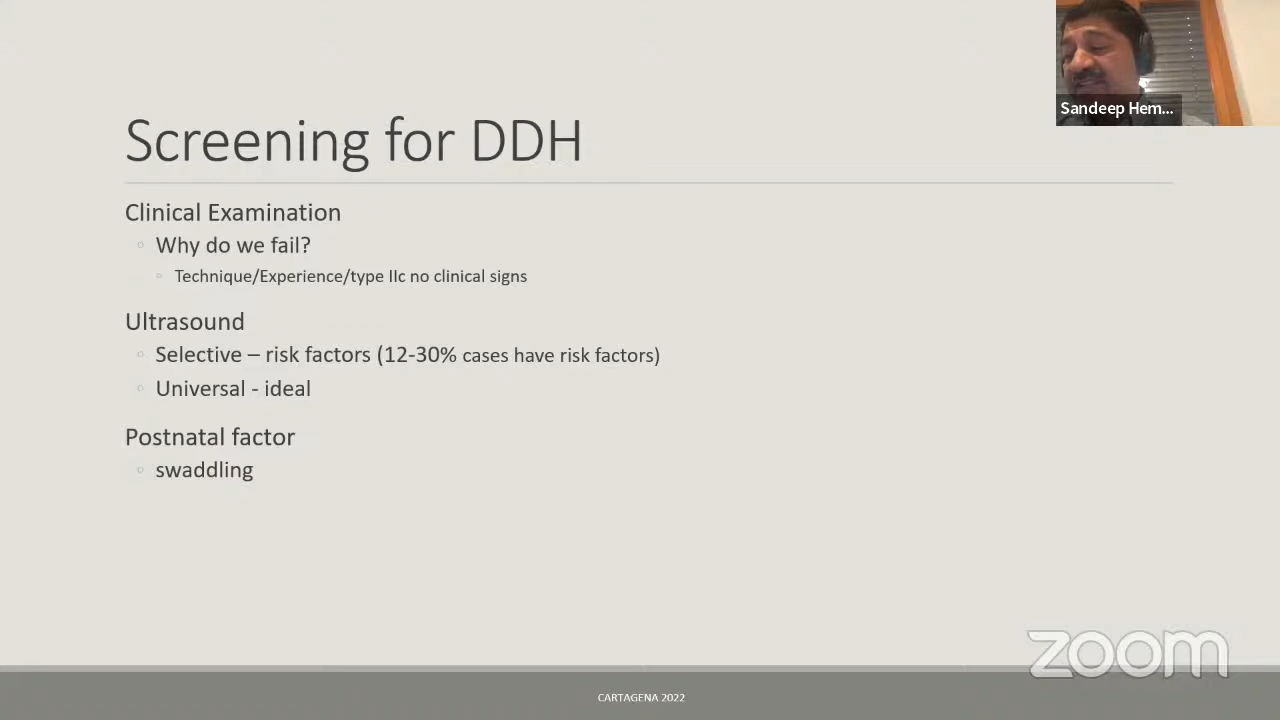 Sandeep Hem...
Screening for DDH
Clinical Examination
Why do we fail?
Technique/Experience/type IIc no clinical signs
Ultrasound
Selective – risk factors (12-30% cases have risk factors)
Universal - ideal
Postnatal factor
swaddling
zoom
CARTAGENA 2022